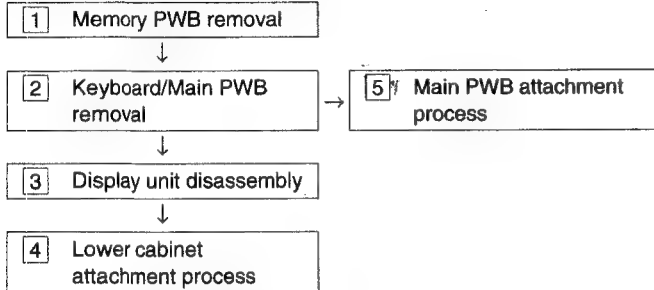 1 Memory PWB removal
↓
2 Keyboard/Main PWB
removal
→
5 Main PWB attachment
process
↓
3 Display unit disassembly
↓
4 Lower cabinet
attachment process